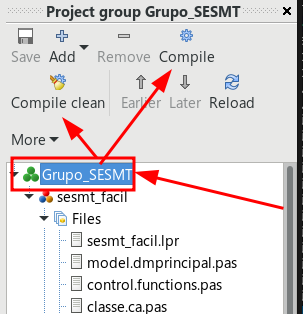 Project group Grupo_SESMT
Save Add Remove Compile
Compile clean Earlier Later Reload
More
Grupo_SESMT
sesmt_facil
Files
sesmt_facil.lpr
model.dmprincipal.pas
control.functions.pas
classe.ca.pas